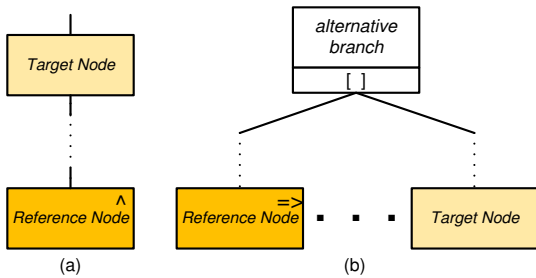 Target Node
^
Reference Node
(a)
alternative
branch
[ ]
=>
Reference Node
Target Node
(b)